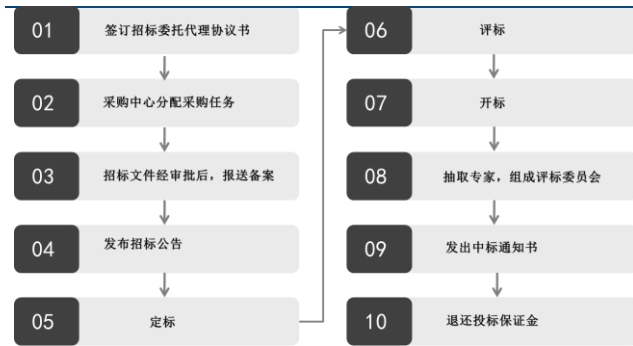 01 签订招标委托代理协议书
02 采购中心分配采购任务
03 招标文件经审批后，报送备案
04 发布招标公告
05 定标
06 评标
07 开标
08 抽取专家，组成评标委员会
09 发出中标通知书
10 退还投标保证金